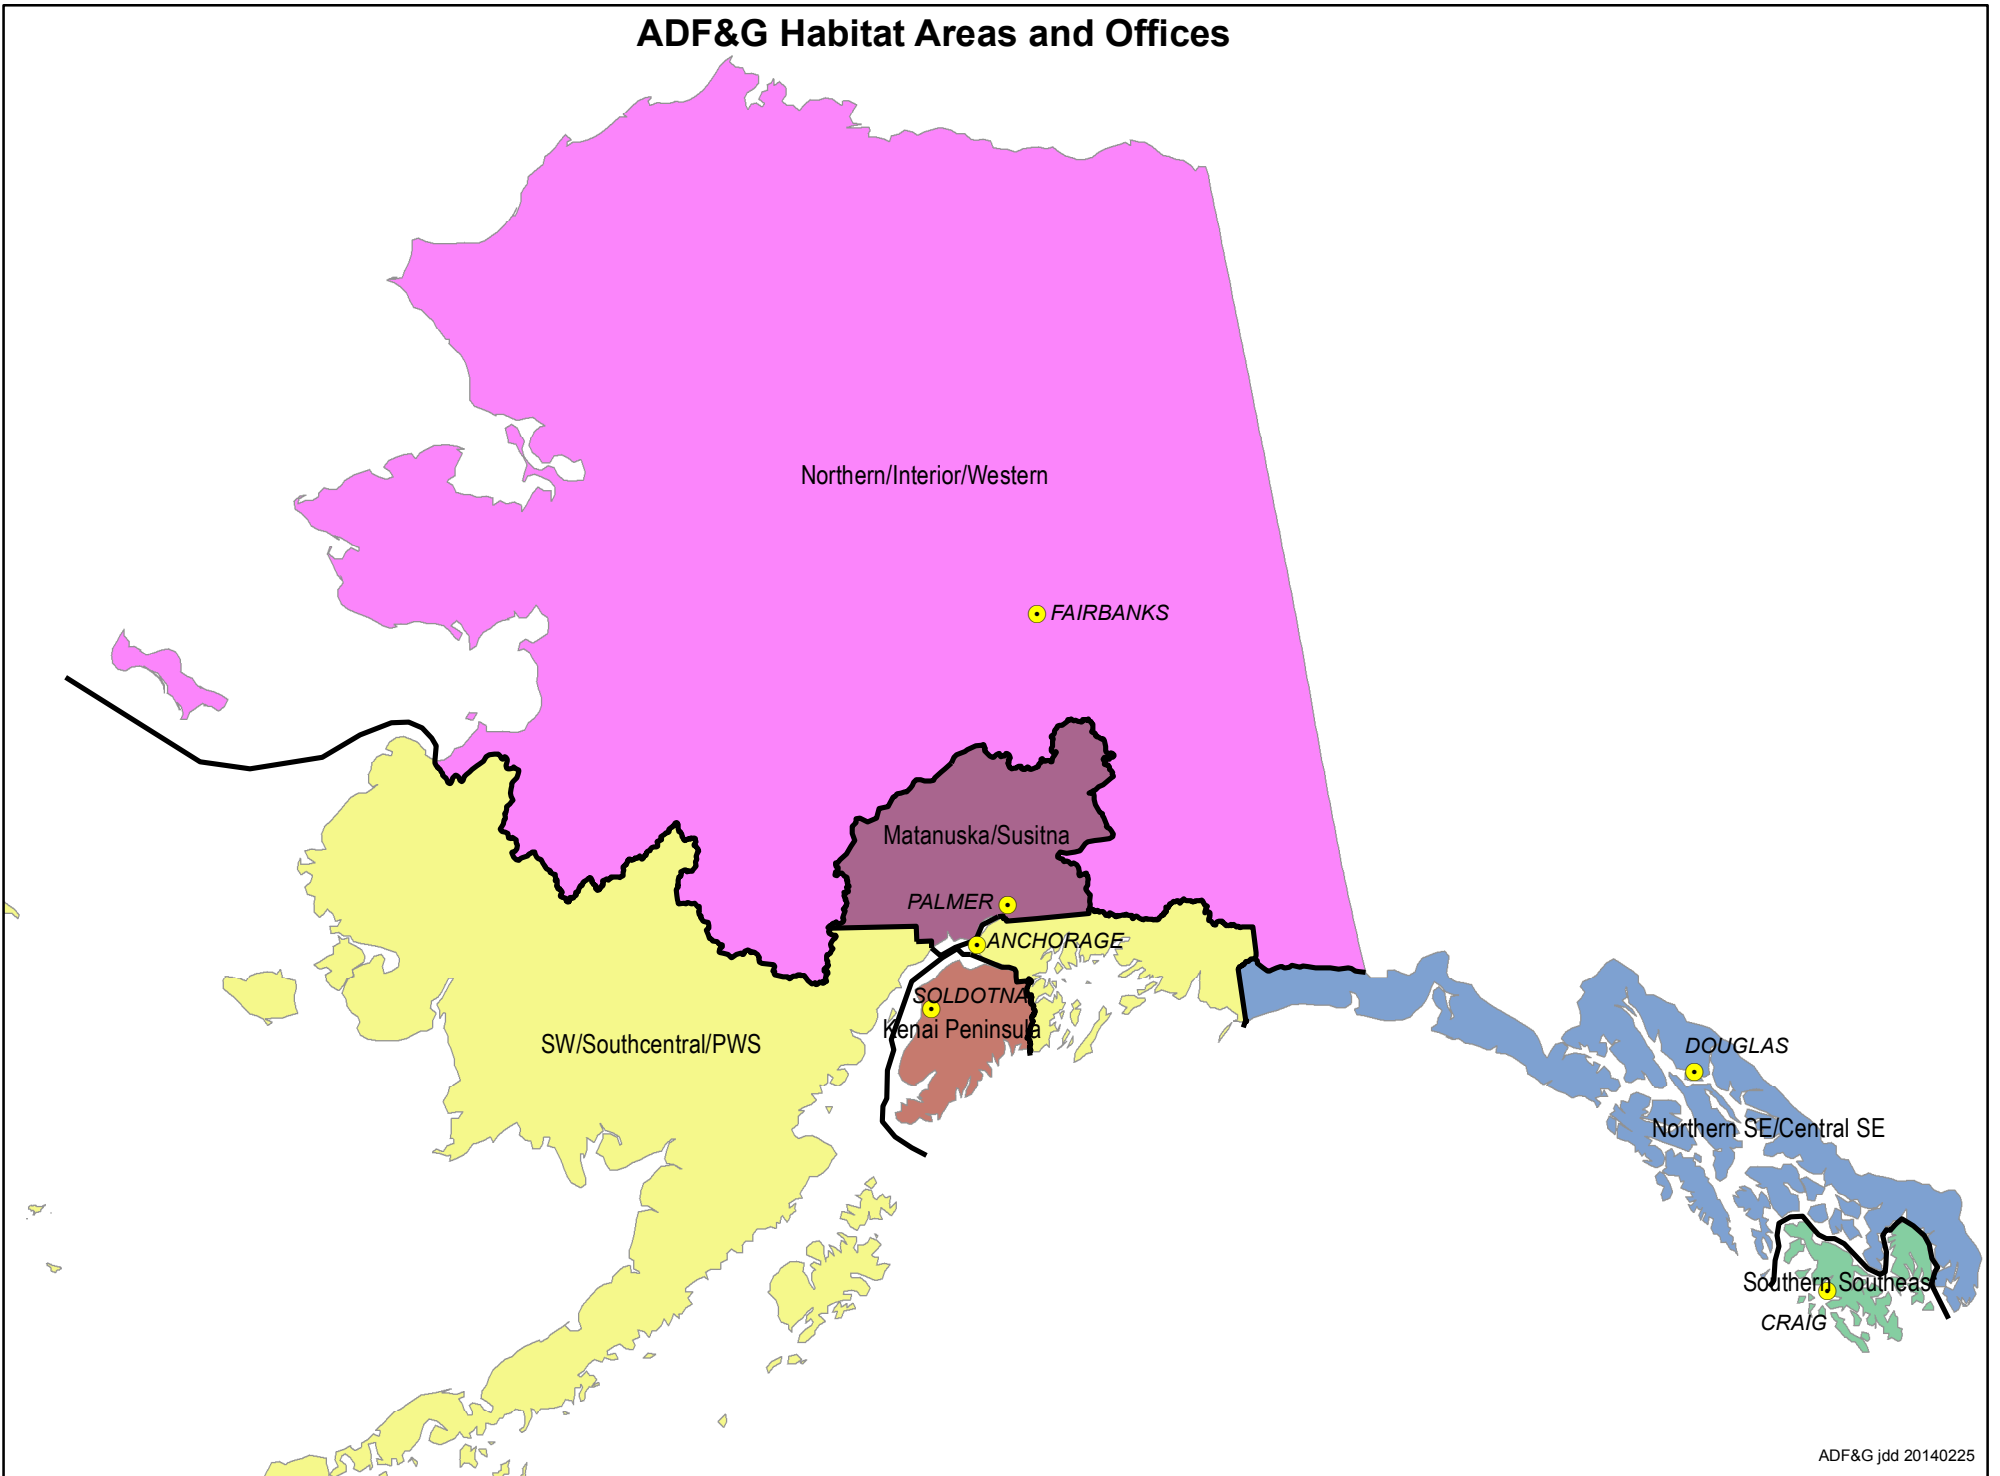 ADF&G Habitat Areas and Offices
Northern/Interior/Western
FAIRBANKS
Matanuska/Susitna
PALMER
ANCHORAGE
SOLDOTNA
Kenai Peninsula
SW/Southcentral/PWS
DOUGLAS
Northern SE/Central SE
Southern Southeas
CRAIG
ADF&G jdd 20140225